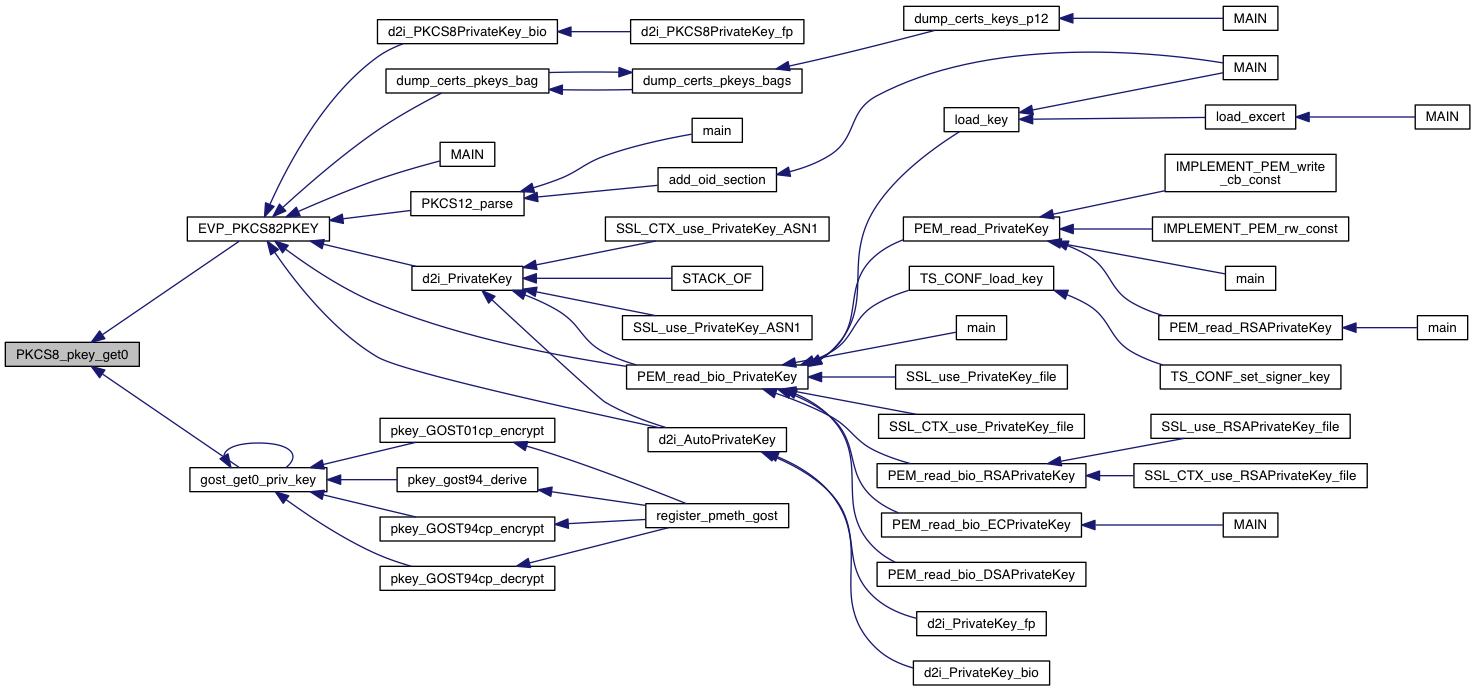 PKCS8_pkey_get0
EVP_PKCS82PKEY
gost_get0_priv_key
d2i_PKCS8PrivateKey_bio
dump_certs_pkeys_bag
MAIN
PKCS12_parse
d2i_PrivateKey
pkey_GOST01cp_encrypt
pkey_gost94_derive
pkey_GOST94cp_encrypt
pkey_GOST94cp_decrypt
d2i_PKCS8PrivateKey_fp
dump_certs_pkeys_bags
main
add_oid_section
SSL_CTX_use_PrivateKey_ASN1
STACK_OF
SSL_use_PrivateKey_ASN1
PEM_read_bio_PrivateKey
d2i_AutoPrivateKey
register_pmeth_gost
dump_certs_keys_p12
load_key
PEM_read_PrivateKey
TS_CONF_load_key
main
SSL_use_PrivateKey_file
SSL_CTX_use_PrivateKey_file
PEM_read_bio_RSAPrivateKey
PEM_read_bio_ECPrivateKey
PEM_read_bio_DSAPrivateKey
d2i_PrivateKey_fp
d2i_PrivateKey_bio
MAIN
MAIN
load_excert
IMPLEMENT_PEM_write
_cb_const
IMPLEMENT_PEM_rw_const
main
PEM_read_RSAPrivateKey
TS_CONF_set_signer_key
SSL_use_RSAPrivateKey_file
SSL_CTX_use_RSAPrivateKey_file
MAIN
MAIN
main